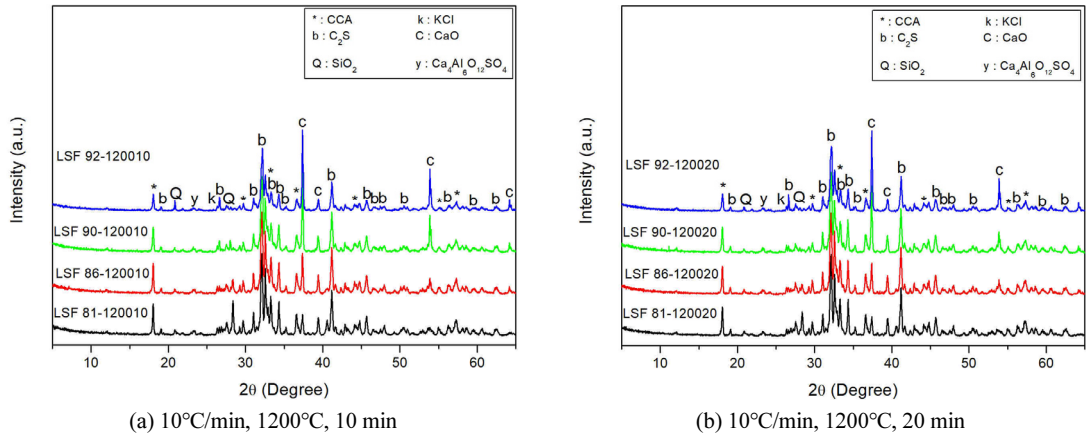 * : CCA k : KCl
b : C₂S C : CaO
Q : SiO₂ y : Ca₄Al₆O₁₂SO₄
Intensity (a.u.)
LSF 92-120010
LSF 90-120010
LSF 86-120010
LSF 81-120010
* b Q y k b Q * b b * b b c * c b * b b b b c b * b * b b c
10 20 30 40 50 60
2θ (Degree)
(a) 10℃/min, 1200℃, 10 min
* : CCA k : KCl
b : C₂S C : CaO
Q : SiO₂ y : Ca₄Al₆O₁₂SO₄
Intensity (a.u.)
LSF 92-120020
LSF 90-120020
LSF 86-120020
LSF 81-120020
* b Q y k b Q * b b * b b b * c c b * b b b b c * b * b b
10 20 30 40 50 60
2θ (Degree)
(b) 10℃/min, 1200℃, 20 min